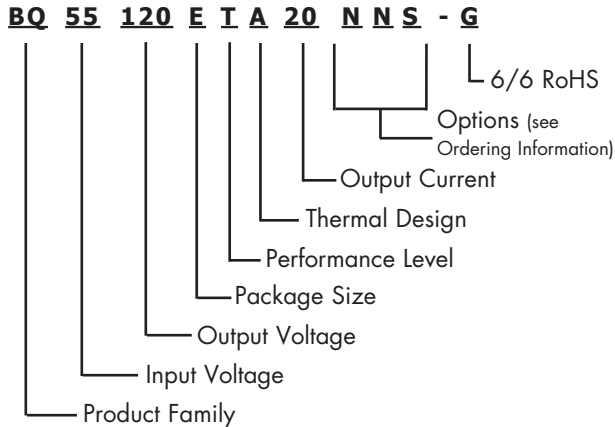 BQ 55 120 E T A 20 N N S - G
6/6 RoHS
Options (see
Ordering Information)
Output Current
Thermal Design
Performance Level
Package Size
Output Voltage
Input Voltage
Product Family